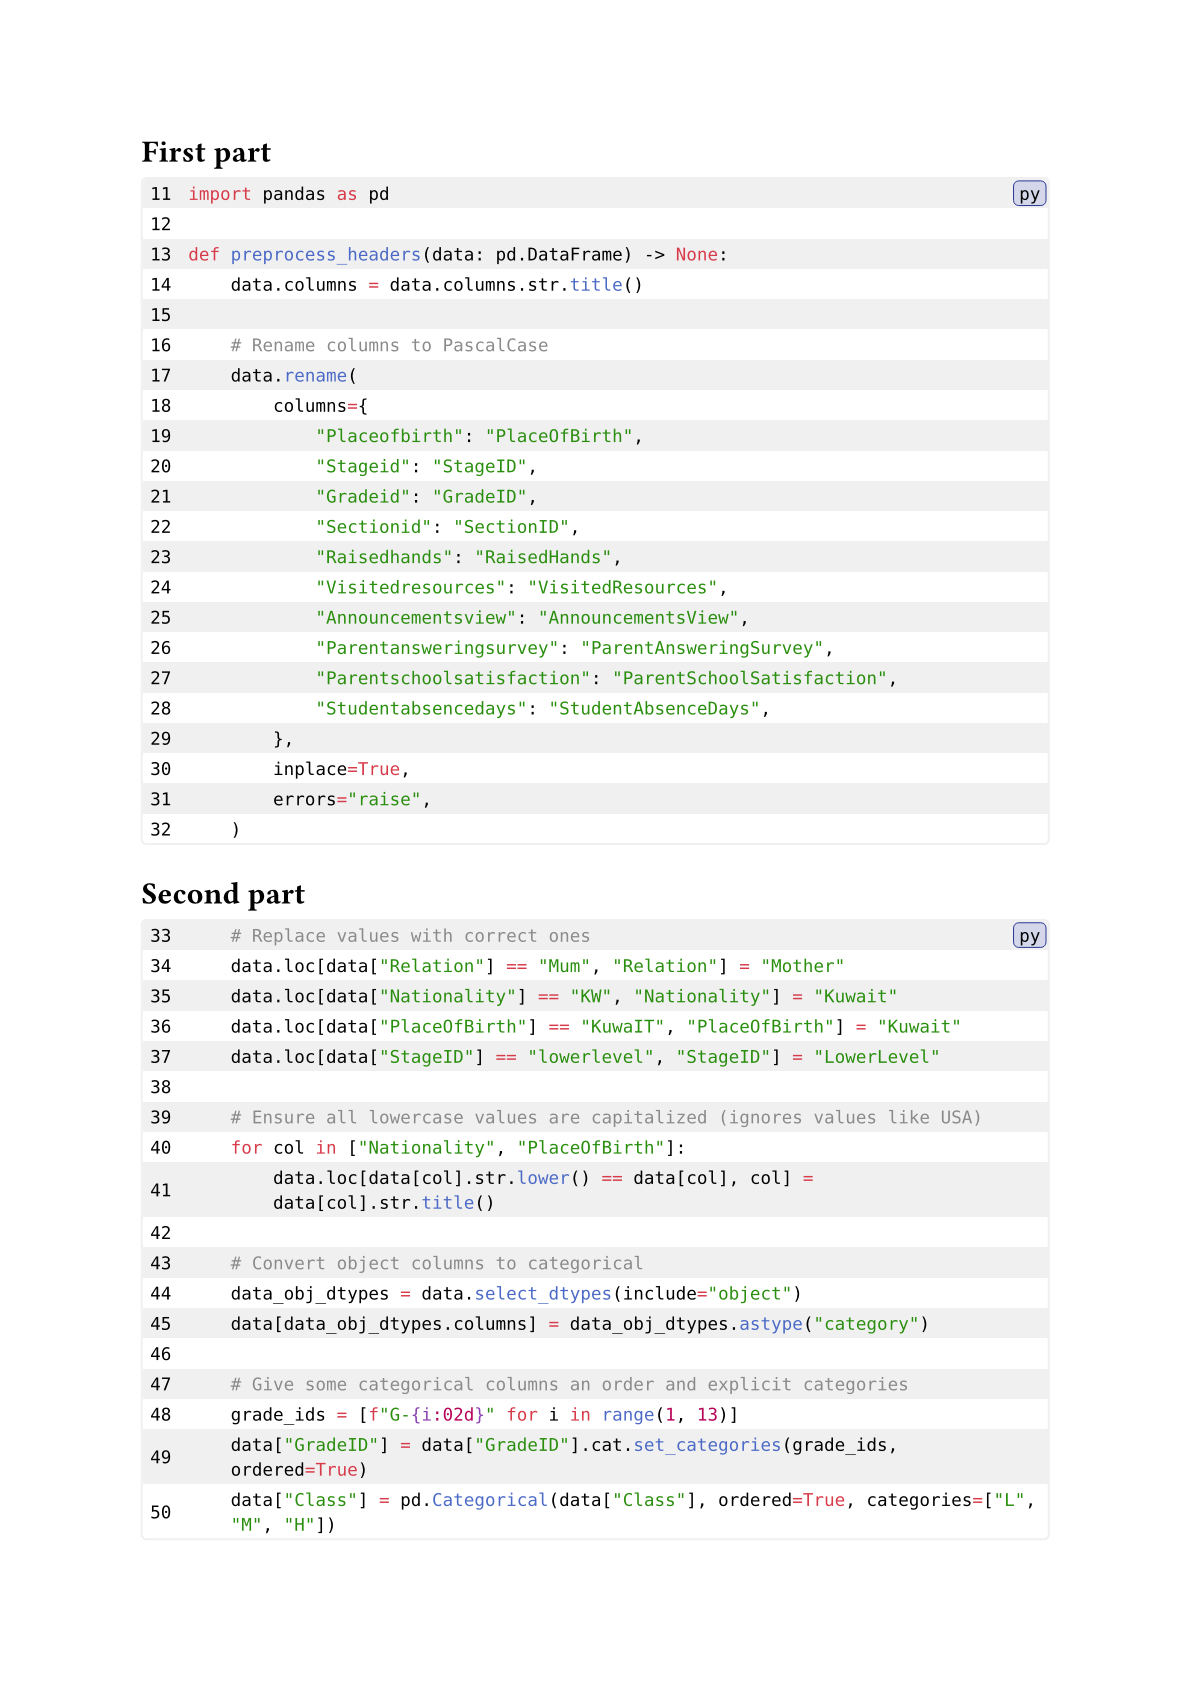 First part
11 import pandas as pd py
12
13 def preprocess_headers(data: pd.DataFrame) -> None:
14     data.columns = data.columns.str.title()
15
16     # Rename columns to PascalCase
17     data.rename(
18         columns={
19             "Placeofbirth": "PlaceOfBirth",
20             "Stageid": "StageID",
21             "Gradeid": "GradeID",
22             "Sectionid": "SectionID",
23             "Raisedhands": "RaisedHands",
24             "Visitedresources": "VisitedResources",
25             "Announcementsview": "AnnouncementsView",
26             "Parentansweringsurvey": "ParentAnsweringSurvey",
27             "Parentschoolsatisfaction": "ParentSchoolSatisfaction",
28             "Studentabsencedays": "StudentAbsenceDays",
29         },
30         inplace=True,
31         errors="raise",
32     )
Second part
33     # Replace values with correct ones py
34     data.loc[data["Relation"] == "Mum", "Relation"] = "Mother"
35     data.loc[data["Nationality"] == "KW", "Nationality"] = "Kuwait"
36     data.loc[data["PlaceOfBirth"] == "KuwaIT", "PlaceOfBirth"] = "Kuwait"
37     data.loc[data["StageID"] == "lowerlevel", "StageID"] = "LowerLevel"
38
39     # Ensure all lowercase values are capitalized (ignores values like USA)
40     for col in ["Nationality", "PlaceOfBirth"]:
41         data.loc[data[col].str.lower() == data[col], col] =
        data[col].str.title()
42
43     # Convert object columns to categorical
44     data_obj_dtypes = data.select_dtypes(include="object")
45     data[data_obj_dtypes.columns] = data_obj_dtypes.astype("category")
46
47     # Give some categorical columns an order and explicit categories
48     grade_ids = [f"G-{i:02d}" for i in range(1, 13)]
49     data["GradeID"] = data["GradeID"].cat.set_categories(grade_ids,
    ordered=True)
50     data["Class"] = pd.Categorical(data["Class"], ordered=True, categories=["L",
    "M", "H"])